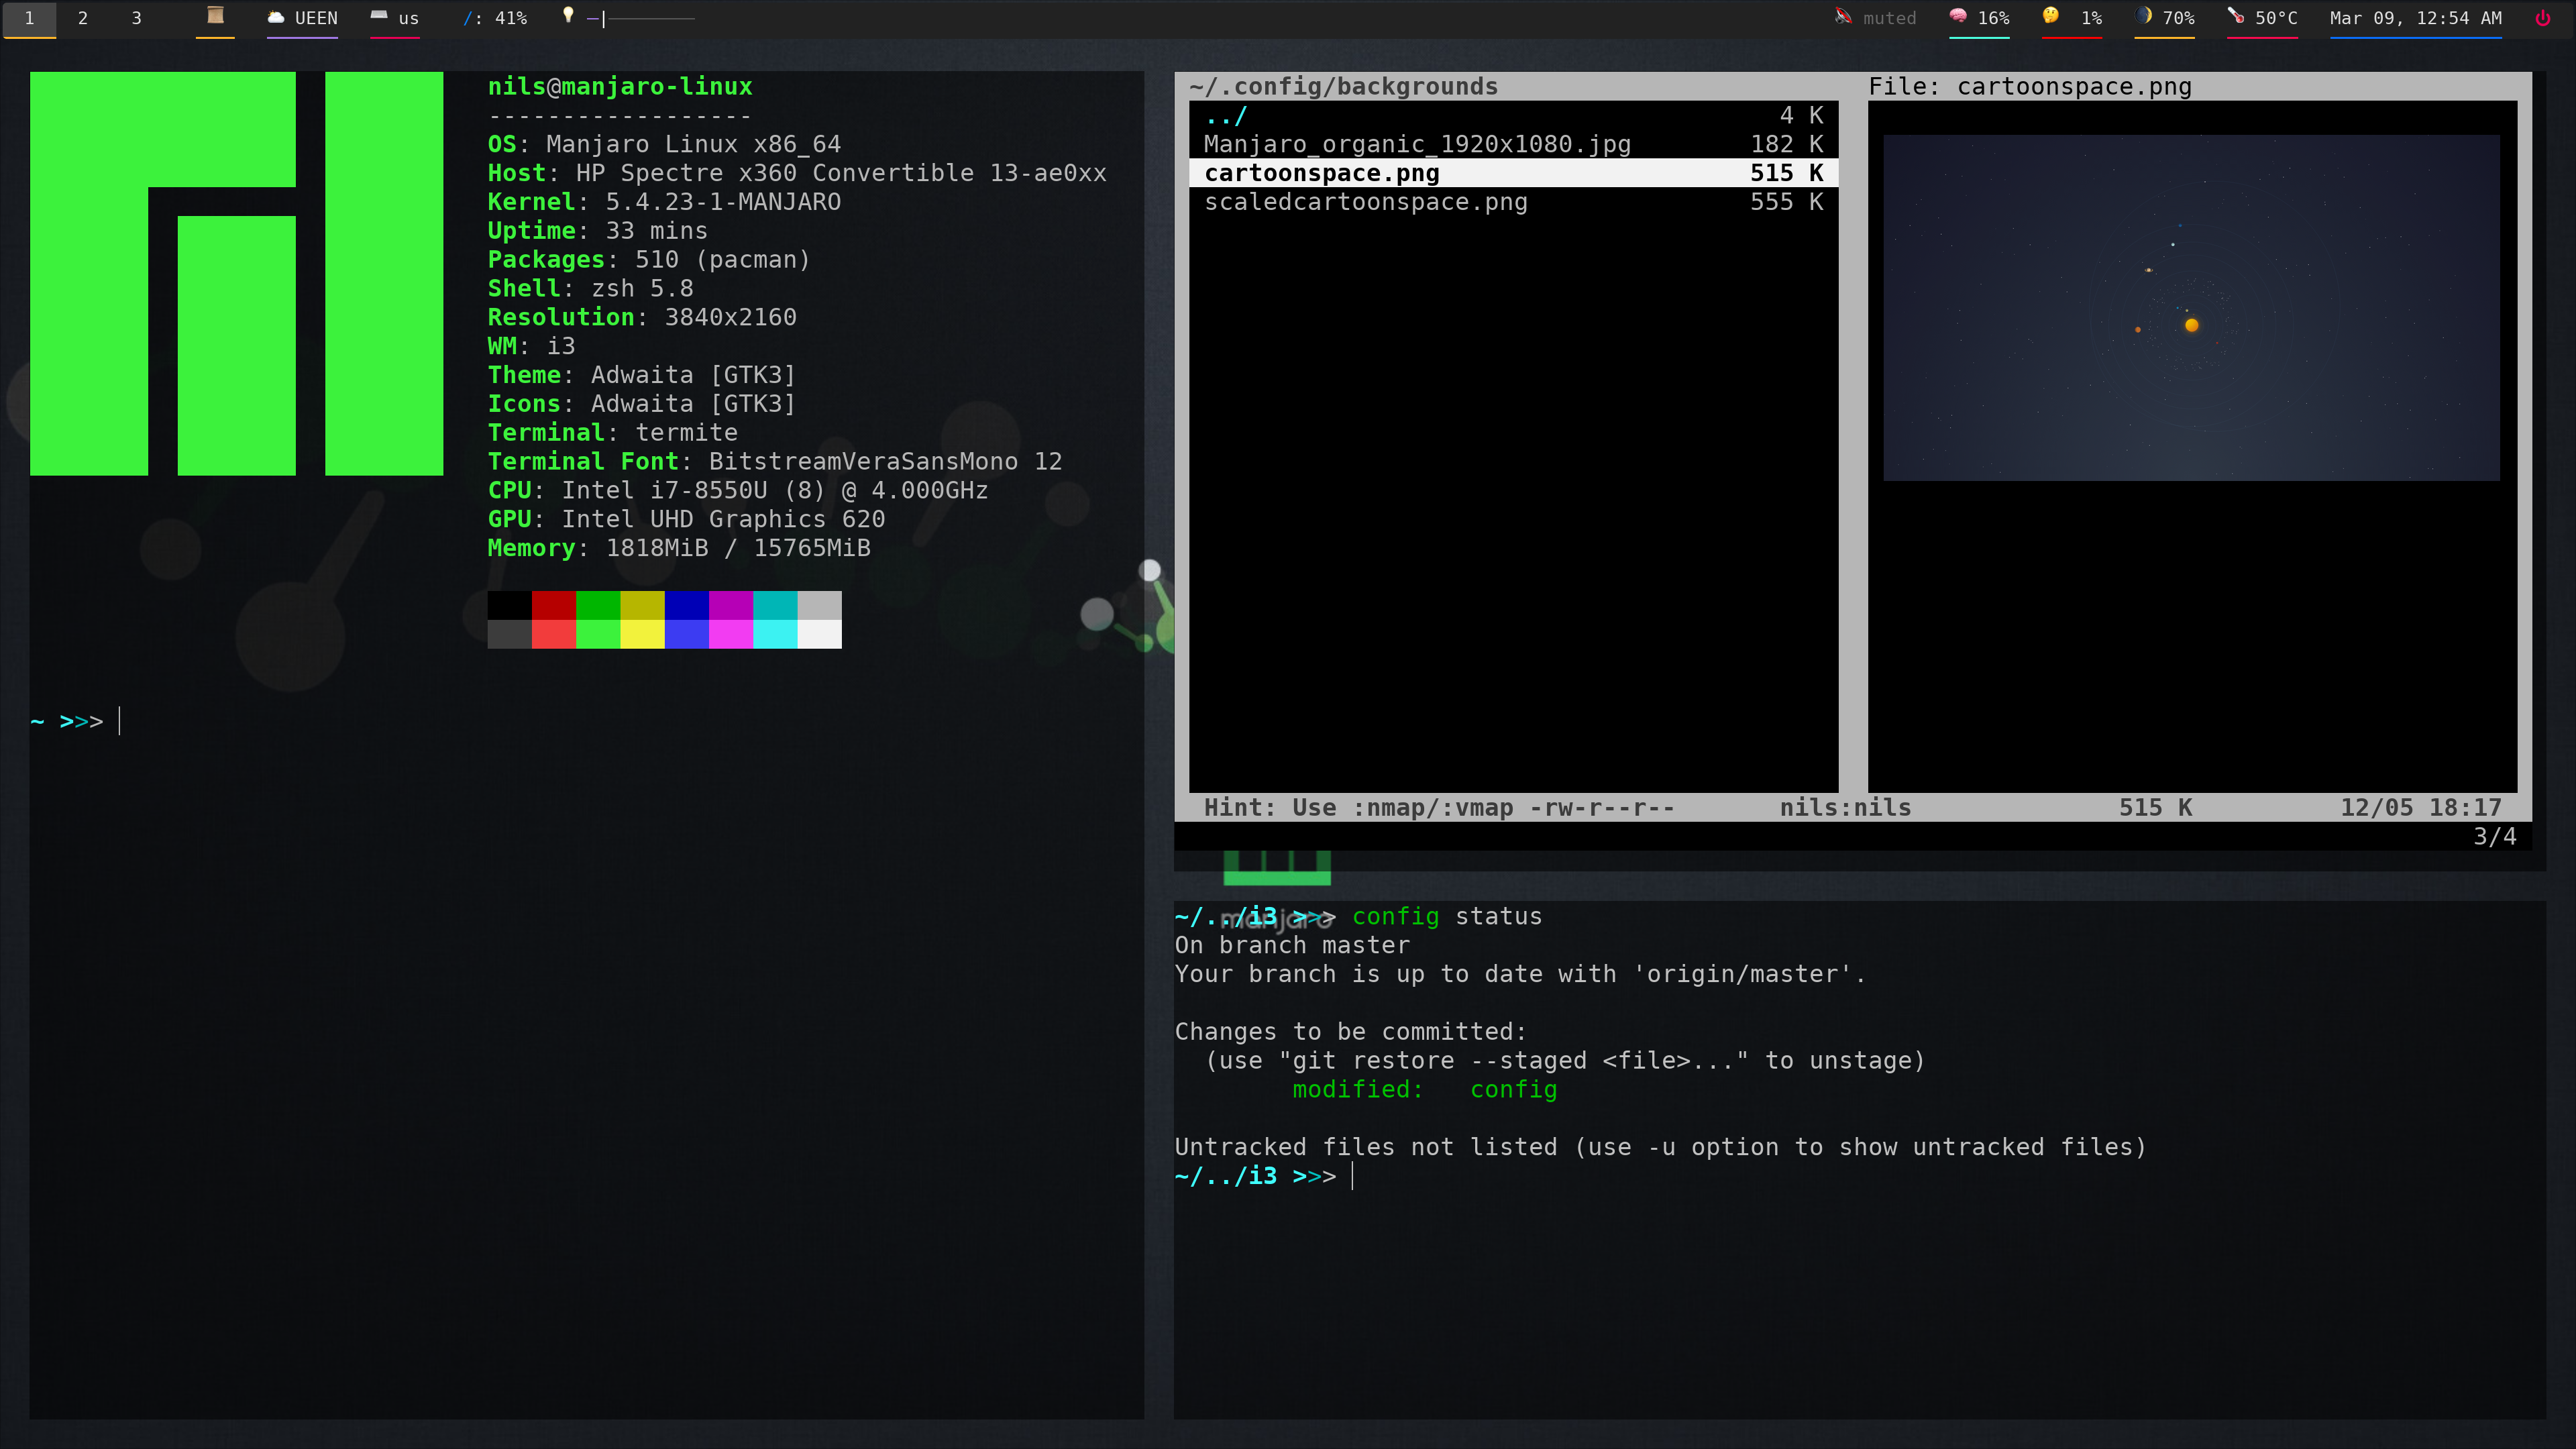 1 2 3 UEEN us /: 41% muted 16% 1% 70% 50°C Mar 09, 12:54 AM
nils@manjaro-linux
------------------
OS: Manjaro Linux x86_64
Host: HP Spectre x360 Convertible 13-ae0xx
Kernel: 5.4.23-1-MANJARO
Uptime: 33 mins
Packages: 510 (pacman)
Shell: zsh 5.8
Resolution: 3840x2160
WM: i3
Theme: Adwaita [GTK3]
Icons: Adwaita [GTK3]
Terminal: termite
Terminal Font: BitstreamVeraSansMono 12
CPU: Intel i7-8550U (8) @ 4.000GHz
GPU: Intel UHD Graphics 620
Memory: 1818MiB / 15765MiB
~ >>>
~/.config/backgrounds
../ 4 K
Manjaro_organic_1920x1080.jpg 182 K
cartoonspace.png 515 K
scaledcartoonspace.png 555 K
File: cartoonspace.png
Hint: Use :nmap/:vmap -rw-r--r-- nils:nils 515 K 12/05 18:17
3/4
manjaro
~/../i3 >>> config status
On branch master
Your branch is up to date with 'origin/master'.
Changes to be committed:
(use "git restore --staged <file>..." to unstage)
modified: config
Untracked files not listed (use -u option to show untracked files)
~/../i3 >>>